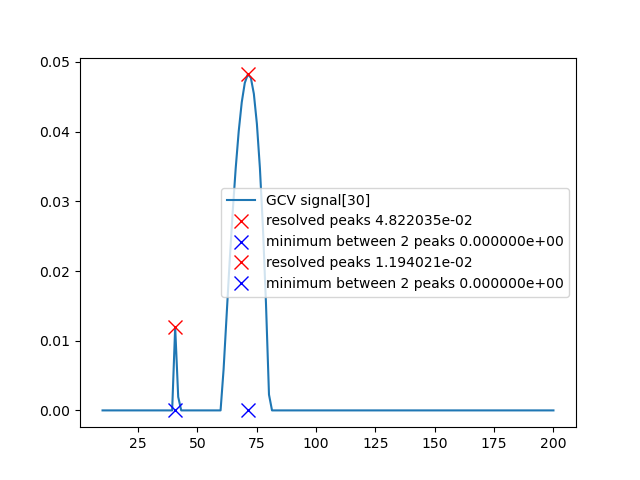 0.05
0.04
0.03
0.02
0.01
0.00
GCV signal[30]
resolved peaks 4.822035e-02
minimum between 2 peaks 0.000000e+00
resolved peaks 1.194021e-02
minimum between 2 peaks 0.000000e+00
25 50 75 100 125 150 175 200